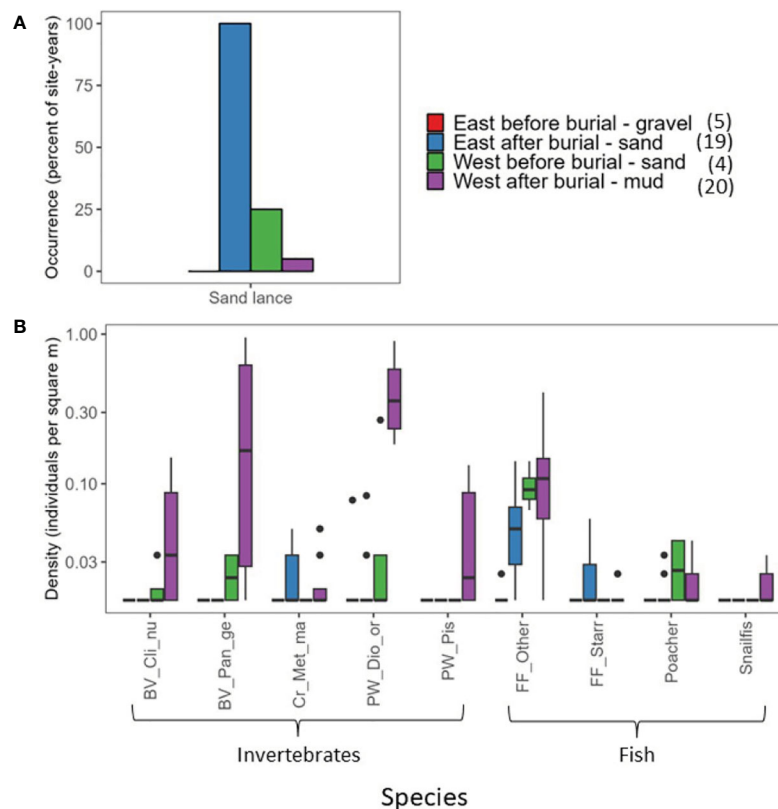 A
Occurrence (percent of site-years)
100
75
50
25
0
Sand lance
East before burial - gravel (5)
East after burial - sand (19)
West before burial - sand (4)
West after burial - mud (20)
B
Density (individuals per square m)
1.00
0.30
0.10
0.03
BV_Cli_nu
BV_Pan_ge
Cr_Met_ma
PW_Dio_or
PW_Pis
FF_Other
FF_Starr
Poacher
Snailfis
Invertebrates
Fish
Species